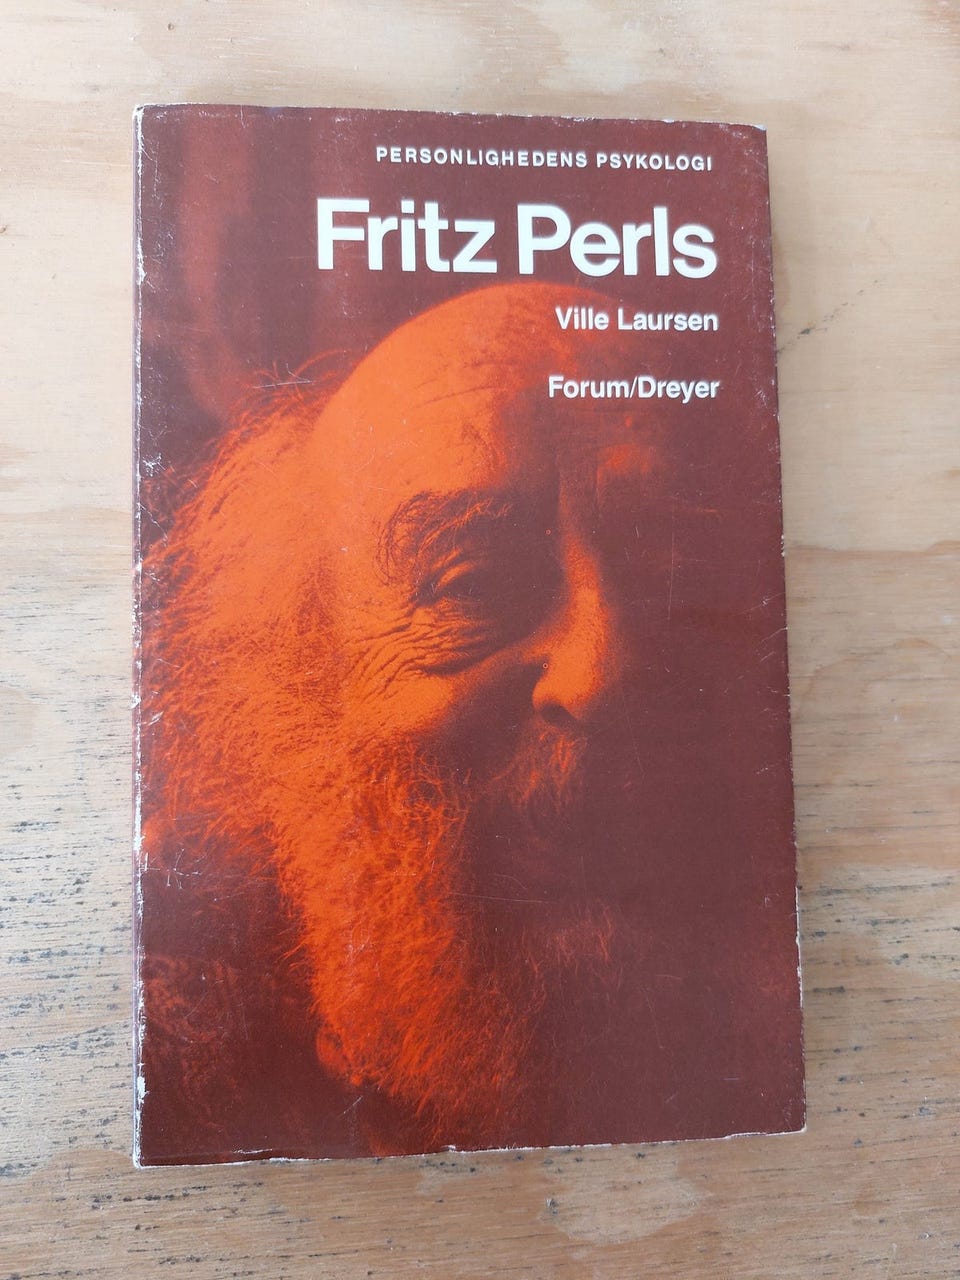 PERSONLIGHEDENS PSYKOLOGI
Fritz Perls
Ville Laursen
Forum/Dreyer